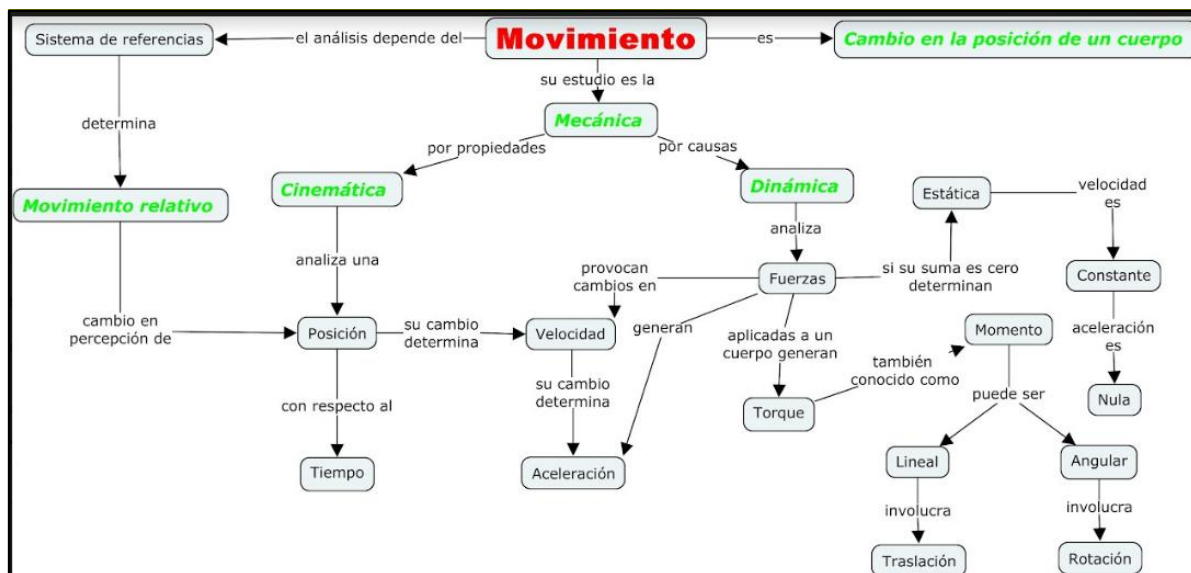 Sistema de referencias
el análisis depende del
Movimiento
es
Cambio en la posición de un cuerpo
su estudio es la
determina
Mecánica
por propiedades
por causas
Movimiento relativo
Cinemática
Dinámica
Estática
velocidad
es
analiza una
analiza
provocan
cambios en
Fuerzas
si su suma es cero
determinan
Constante
cambio en
percepción de
Posición
su cambio
determina
Velocidad
generan
aplicadas a un
cuerpo generan
Momento
aceleración
es
también
conocido como
su cambio
determina
con respecto al
Torque
puede ser
Nula
Tiempo
Aceleración
Lineal
Angular
involucra
involucra
Traslación
Rotación